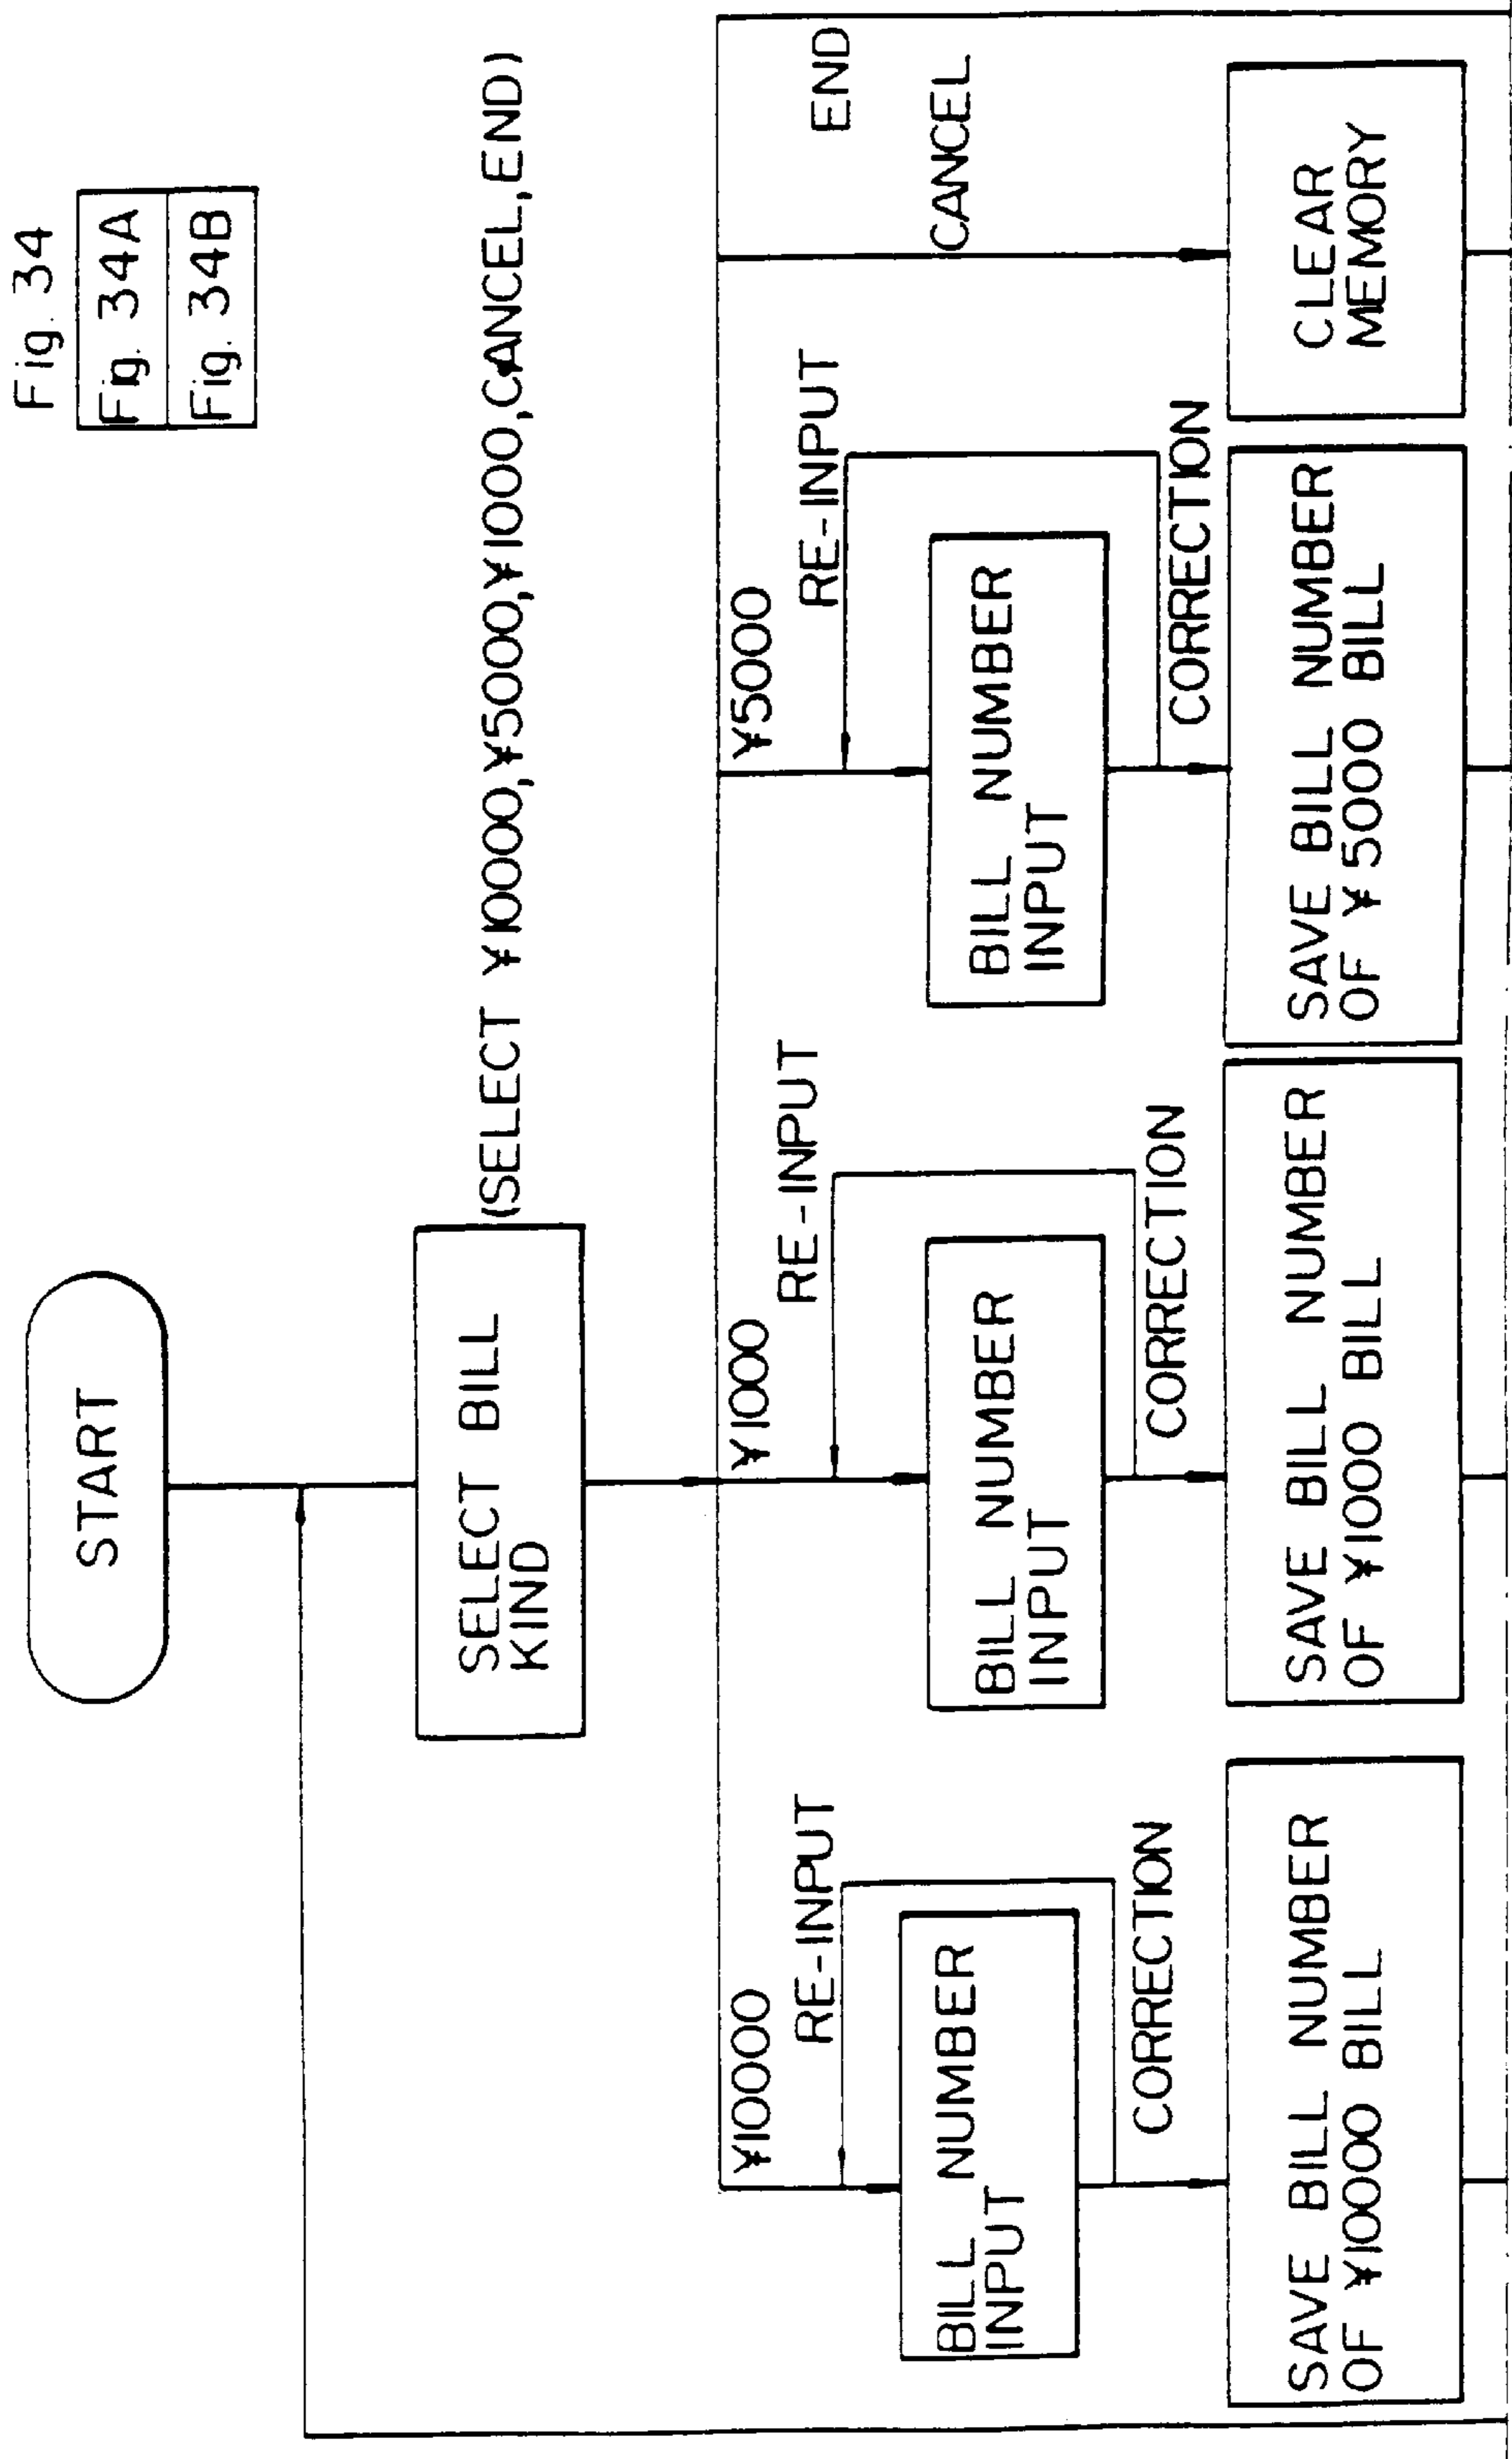 Fig. 34
Fig. 34A
Fig. 34B
START
SELECT BILL
KIND
(SELECT ¥10000,¥5000,¥1000,CANCEL,END)
¥10000
RE-INPUT
BILL NUMBER
INPUT
CORRECTION
SAVE BILL NUMBER
OF ¥10000 BILL
¥1000
RE-INPUT
BILL NUMBER
INPUT
CORRECTION
SAVE BILL NUMBER
OF ¥1000 BILL
¥5000
RE-INPUT
BILL NUMBER
INPUT
CORRECTION
SAVE BILL NUMBER
OF ¥5000 BILL
END
CANCEL
CLEAR
MEMORY